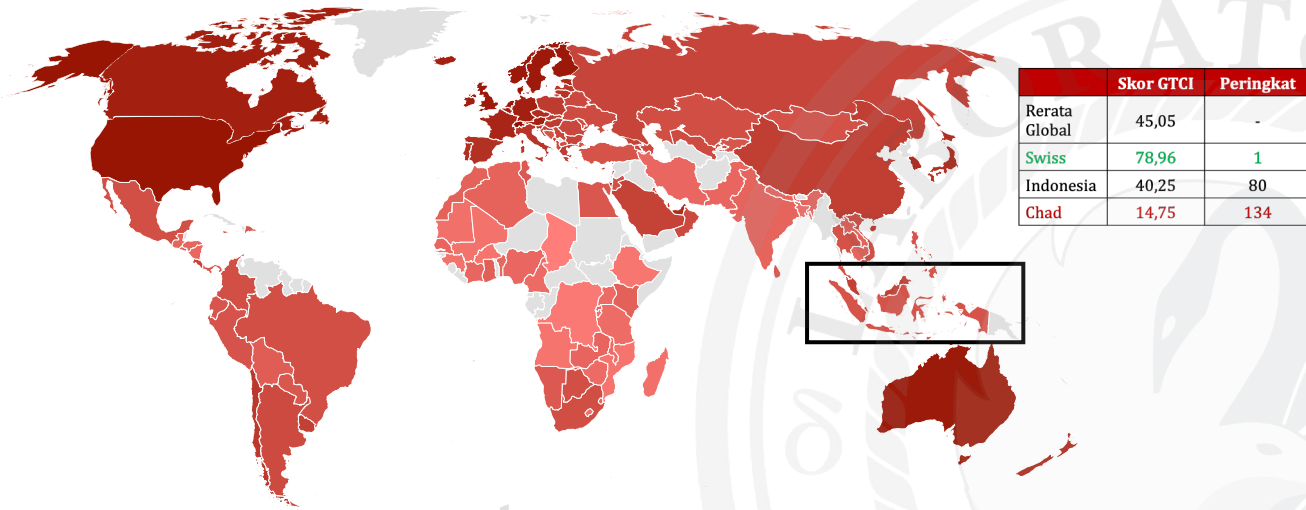 Skor GTCI Peringkat
Rerata
Global 45,05 -
Swiss 78,96 1
Indonesia 40,25 80
Chad 14,75 134